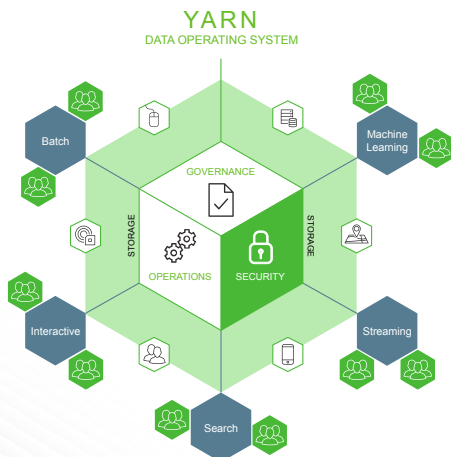 YARN
DATA OPERATING SYSTEM
Batch
Machine
Learning
GOVERNANCE
STORAGE
STORAGE
OPERATIONS
SECURITY
Interactive
Streaming
Search